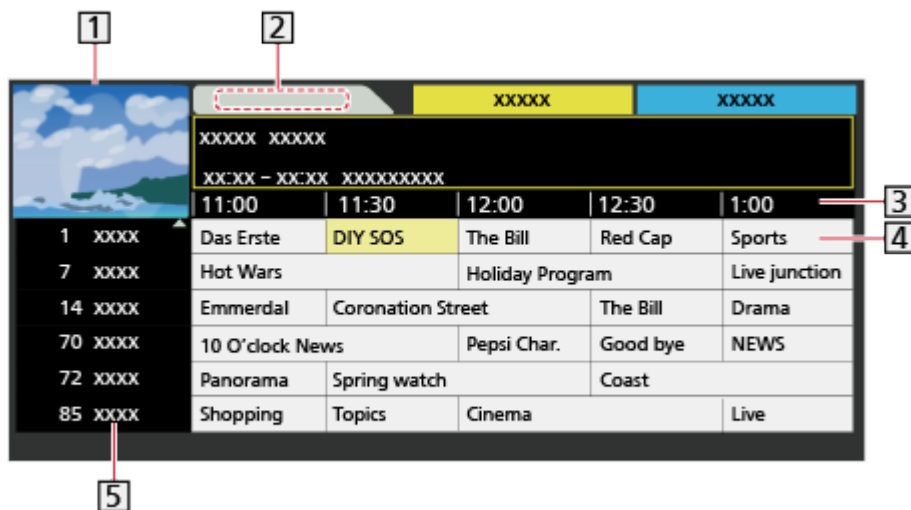 1 2
xxxxx xxxxx
xxxxx xxxxx
xx:xx – xx:xx xxxxxxxxx
11:00 11:30 12:00 12:30 1:00 3
1 xxxx Das Erste DIY SOS The Bill Red Cap Sports 4
7 xxxx Hot Wars Holiday Program Live junction
14 xxxx Emmerdal Coronation Street The Bill Drama
70 xxxx 10 O'clock News Pepsi Char. Good bye NEWS
72 xxxx Panorama Spring watch Coast
85 xxxx Shopping Topics Cinema Live
5